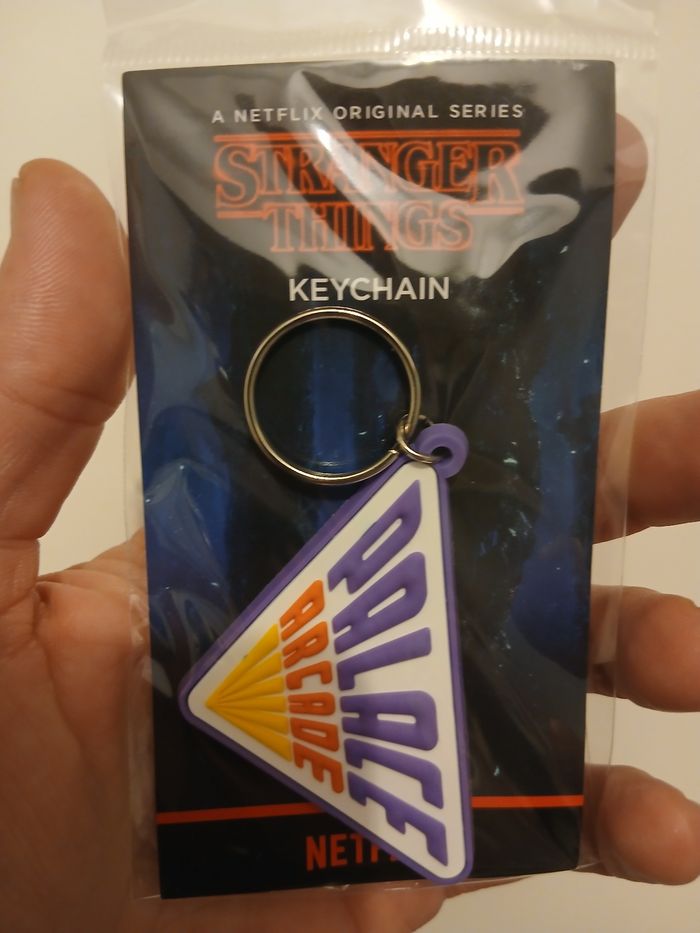 A NETFLIX ORIGINAL SERIES
STRANGER
THINGS
KEYCHAIN
PALACE
ARCADE
NETF